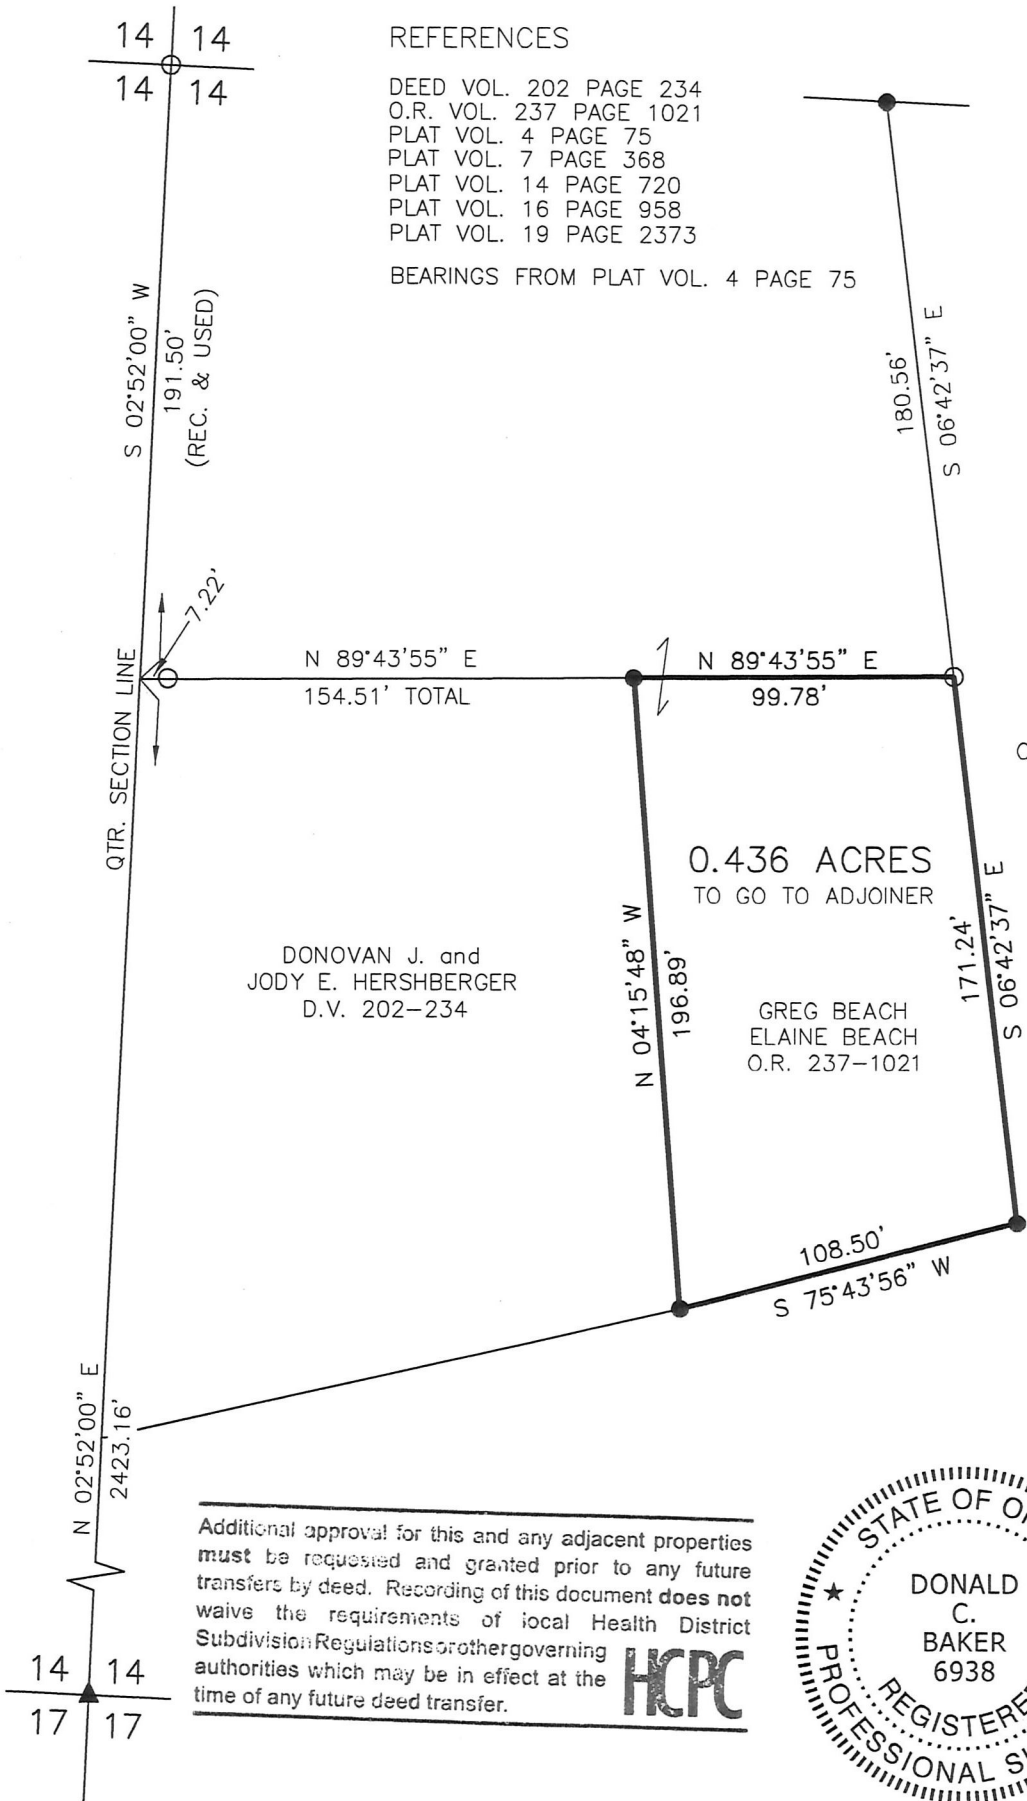 14 14
14 14
REFERENCES
DEED VOL. 202 PAGE 234
O.R. VOL. 237 PAGE 1021
PLAT VOL. 4 PAGE 75
PLAT VOL. 7 PAGE 368
PLAT VOL. 14 PAGE 720
PLAT VOL. 16 PAGE 958
PLAT VOL. 19 PAGE 2373
BEARINGS FROM PLAT VOL. 4 PAGE 75
S 02°52'00" W
191.50'
(REC. & USED)
180.56'
S 06°42'37" E
7.22'
QTR. SECTION LINE
N 89°43'55" E
154.51' TOTAL
N 89°43'55" E
99.78'
0.436 ACRES
TO GO TO ADJOINER
DONOVAN J. and
JODY E. HERSHBERGER
D.V. 202-234
N 04°15'48" W
196.89'
GREG BEACH
ELAINE BEACH
O.R. 237-1021
171.24'
S 06°42'37" E
108.50'
S 75°43'56" W
N 02°52'00" E
2423.16'
Additional approval for this and any adjacent properties
must be requested and granted prior to any future
transfers by deed. Recording of this document does not
waive the requirements of local Health District
Subdivision Regulations or other governing
authorities which may be in effect at the
time of any future deed transfer.
HCPC
14 14
17 17
STATE OF O
DONALD
C.
BAKER
6938
REGISTERE
PROFESSIONAL S